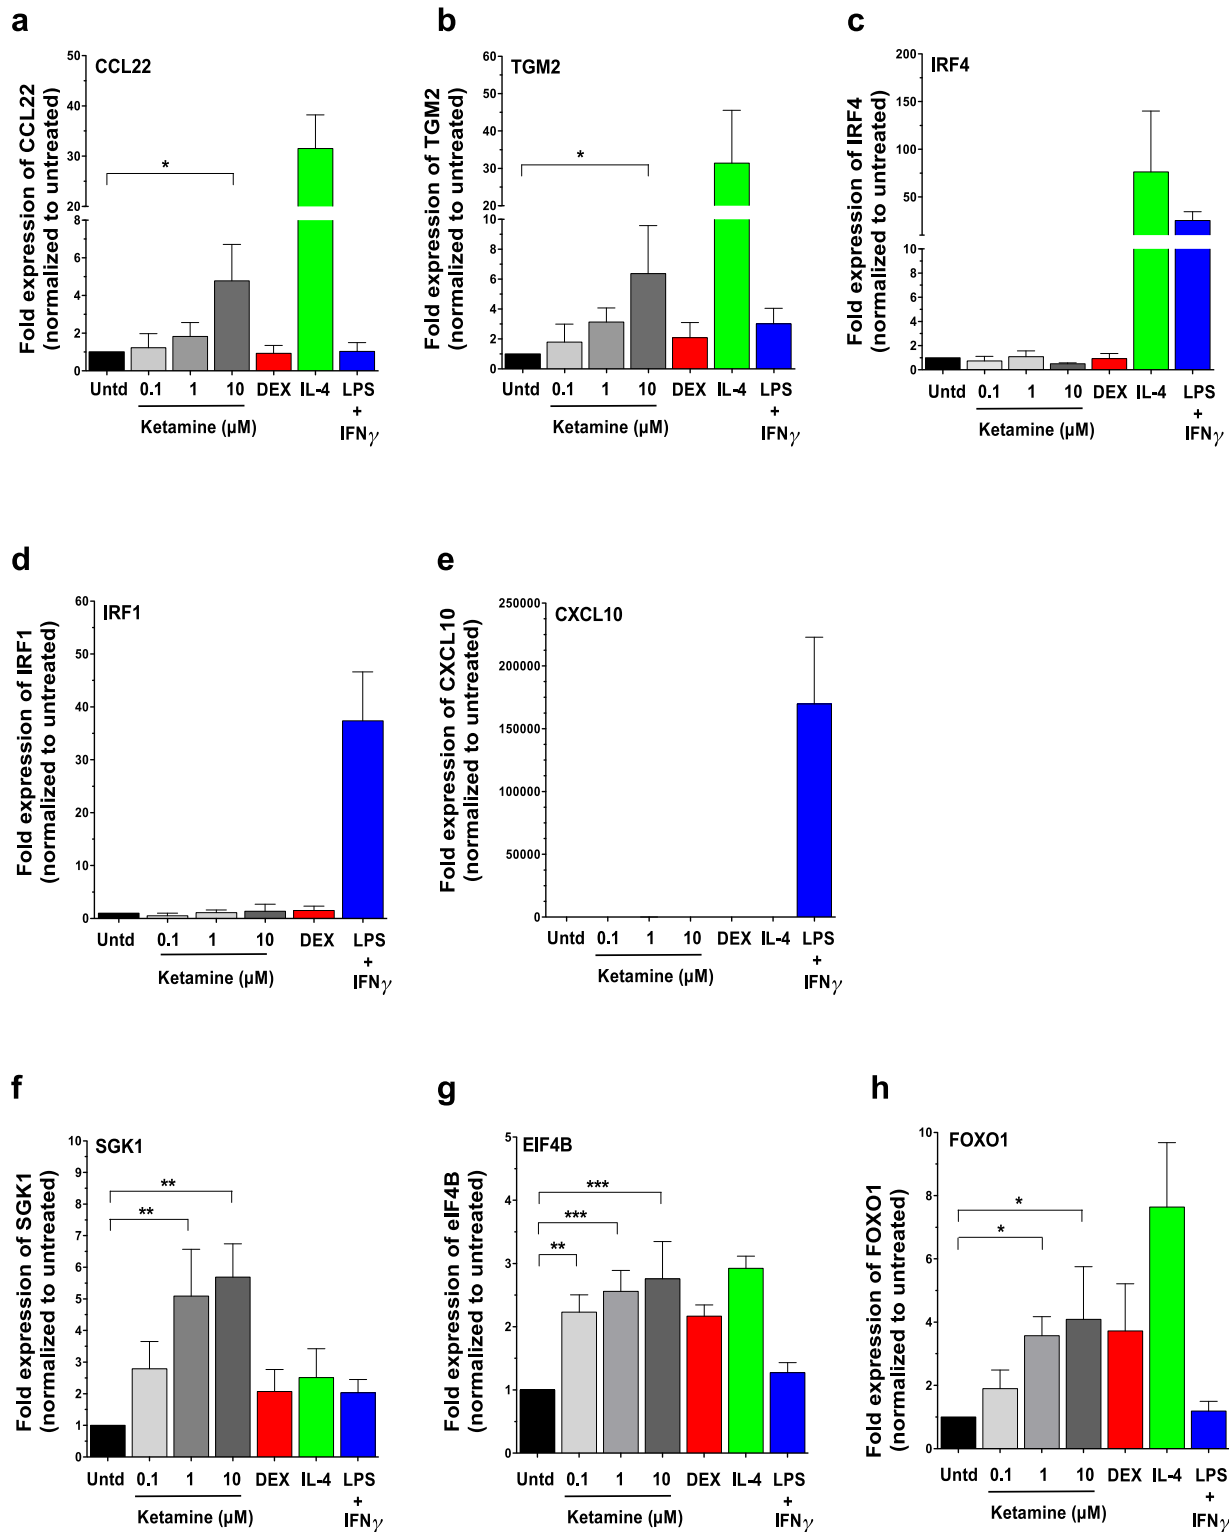 a
CCL22
Fold expression of CCL22
(normalized to untreated)
50
40
30
20
8
6
4
2
0
*
Untd 0.1 1 10 DEX IL-4 LPS
+
IFNγ
Ketamine (µM)
b
TGM2
Fold expression of TGM2
(normalized to untreated)
60
50
40
30
20
10
8
6
4
2
0
*
Untd 0.1 1 10 DEX IL-4 LPS
+
IFNγ
Ketamine (µM)
c
IRF4
Fold expression of IRF4
(normalized to untreated)
200
150
100
75
50
25
10
8
6
4
2
1
0
Untd 0.1 1 10 DEX IL-4 LPS
+
IFNγ
Ketamine (µM)
d
IRF1
Fold expression of IRF1
(normalized to untreated)
60
50
40
30
20
10
0
Untd 0.1 1 10 DEX LPS
+
IFNγ
Ketamine (µM)
e
CXCL10
Fold expression of CXCL10
(normalized to untreated)
250000
200000
150000
100000
50000
0
Untd 0.1 1 10 DEX IL-4 LPS
+
IFNγ
Ketamine (µM)
f
SGK1
Fold expression of SGK1
(normalized to untreated)
10
9
8
7
6
5
4
3
2
1
0
**
**
Untd 0.1 1 10 DEX IL-4 LPS
+
IFNγ
Ketamine (µM)
g
EIF4B
Fold expression of eIF4B
(normalized to untreated)
5
4
3
2
1
0
***
***
**
Untd 0.1 1 10 DEX IL-4 LPS
+
IFNγ
Ketamine (µM)
h
FOXO1
Fold expression of FOXO1
(normalized to untreated)
10
8
6
4
2
0
*
*
Untd 0.1 1 10 DEX IL-4 LPS
+
IFNγ
Ketamine (µM)